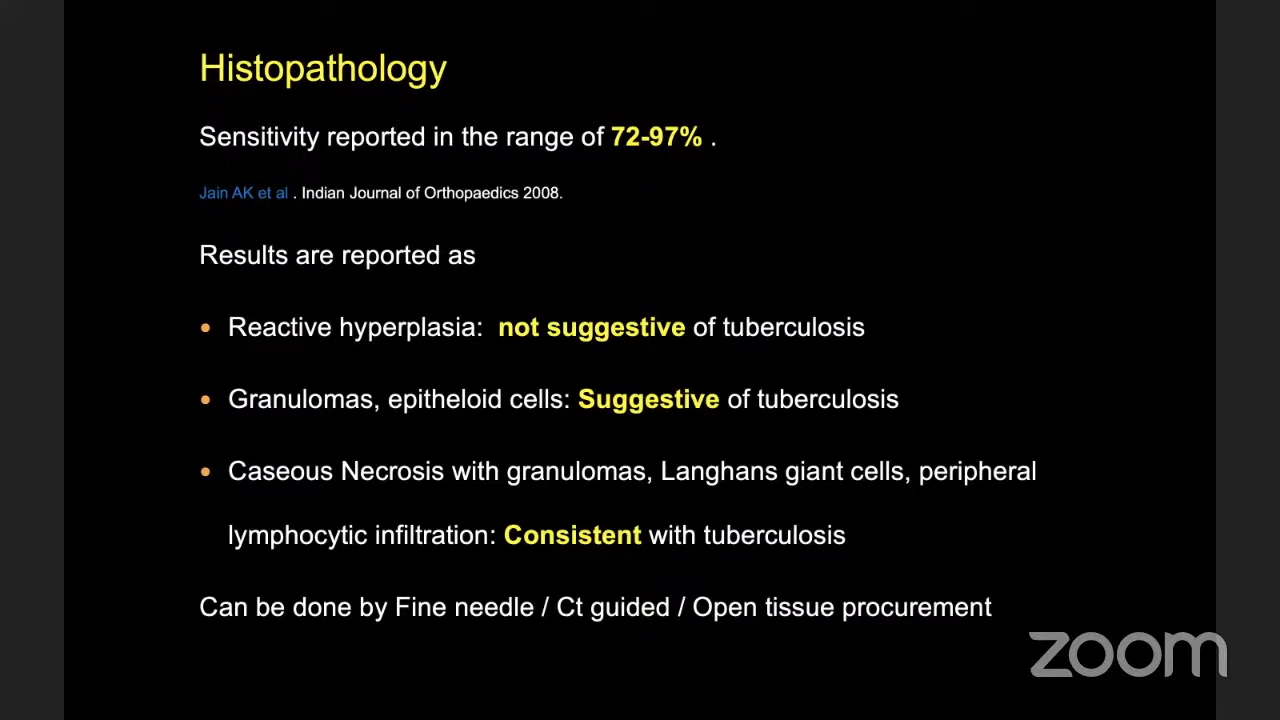 Histopathology
Sensitivity reported in the range of 72-97% .
Jain AK et al . Indian Journal of Orthopaedics 2008.
Results are reported as
• Reactive hyperplasia:  not suggestive of tuberculosis
• Granulomas, epitheloid cells: Suggestive of tuberculosis
• Caseous Necrosis with granulomas, Langhans giant cells, peripheral
lymphocytic infiltration: Consistent with tuberculosis
Can be done by Fine needle / Ct guided / Open tissue procurement
zoom